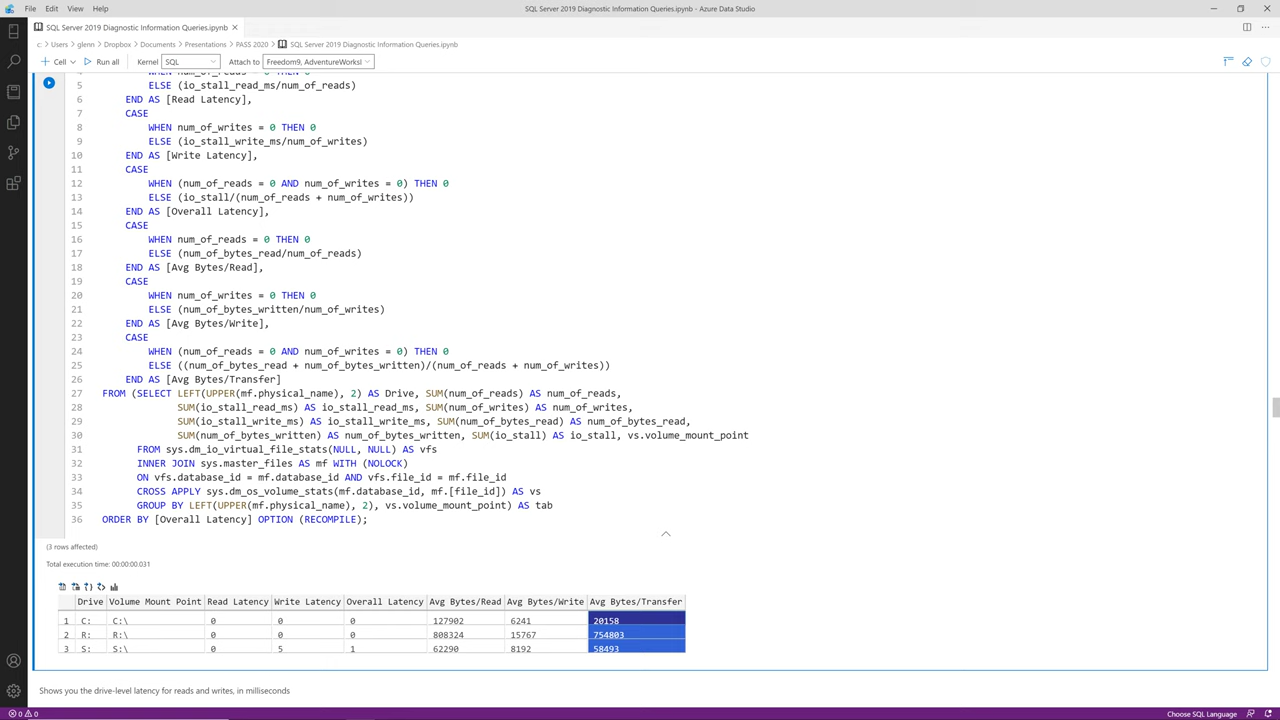 File Edit View Help
SQL Server 2019 Diagnostic Information Queries.ipynb - Azure Data Studio
SQL Server 2019 Diagnostic Information Queries.ipynb
c: > Users > glenn > Dropbox > Documents > Presentations > PASS 2020 > SQL Server 2019 Diagnostic Information Queries.ipynb
Cell Run all Kernel SQL Attach to Freedom9, AdventureWorksl
4 WHEN num_of_reads = 0 THEN 0
5 ELSE (io_stall_read_ms/num_of_reads)
6 END AS [Read Latency],
7 CASE
8 WHEN num_of_writes = 0 THEN 0
9 ELSE (io_stall_write_ms/num_of_writes)
10 END AS [Write Latency],
11 CASE
12 WHEN (num_of_reads = 0 AND num_of_writes = 0) THEN 0
13 ELSE (io_stall/(num_of_reads + num_of_writes))
14 END AS [Overall Latency],
15 CASE
16 WHEN num_of_reads = 0 THEN 0
17 ELSE (num_of_bytes_read/num_of_reads)
18 END AS [Avg Bytes/Read],
19 CASE
20 WHEN num_of_writes = 0 THEN 0
21 ELSE (num_of_bytes_written/num_of_writes)
22 END AS [Avg Bytes/Write],
23 CASE
24 WHEN (num_of_reads = 0 AND num_of_writes = 0) THEN 0
25 ELSE ((num_of_bytes_read + num_of_bytes_written)/(num_of_reads + num_of_writes))
26 END AS [Avg Bytes/Transfer]
27 FROM (SELECT LEFT(UPPER(mf.physical_name), 2) AS Drive, SUM(num_of_reads) AS num_of_reads,
28 SUM(io_stall_read_ms) AS io_stall_read_ms, SUM(num_of_writes) AS num_of_writes,
29 SUM(io_stall_write_ms) AS io_stall_write_ms, SUM(num_of_bytes_read) AS num_of_bytes_read,
30 SUM(num_of_bytes_written) AS num_of_bytes_written, SUM(io_stall) AS io_stall, vs.volume_mount_point
31 FROM sys.dm_io_virtual_file_stats(NULL, NULL) AS vfs
32 INNER JOIN sys.master_files AS mf WITH (NOLOCK)
33 ON vfs.database_id = mf.database_id AND vfs.file_id = mf.file_id
34 CROSS APPLY sys.dm_os_volume_stats(mf.database_id, mf.[file_id]) AS vs
35 GROUP BY LEFT(UPPER(mf.physical_name), 2), vs.volume_mount_point) AS tab
36 ORDER BY [Overall Latency] OPTION (RECOMPILE);
(3 rows affected)
Total execution time: 00:00:00.031
Drive Volume Mount Point Read Latency Write Latency Overall Latency Avg Bytes/Read Avg Bytes/Write Avg Bytes/Transfer
1 C: C:\ 0 0 0 127902 6241 20158
2 R: R:\ 0 0 0 808324 15767 754803
3 S: S:\ 0 5 1 62290 8192 58493
Shows you the drive-level latency for reads and writes, in milliseconds
0 0 Choose SQL Language